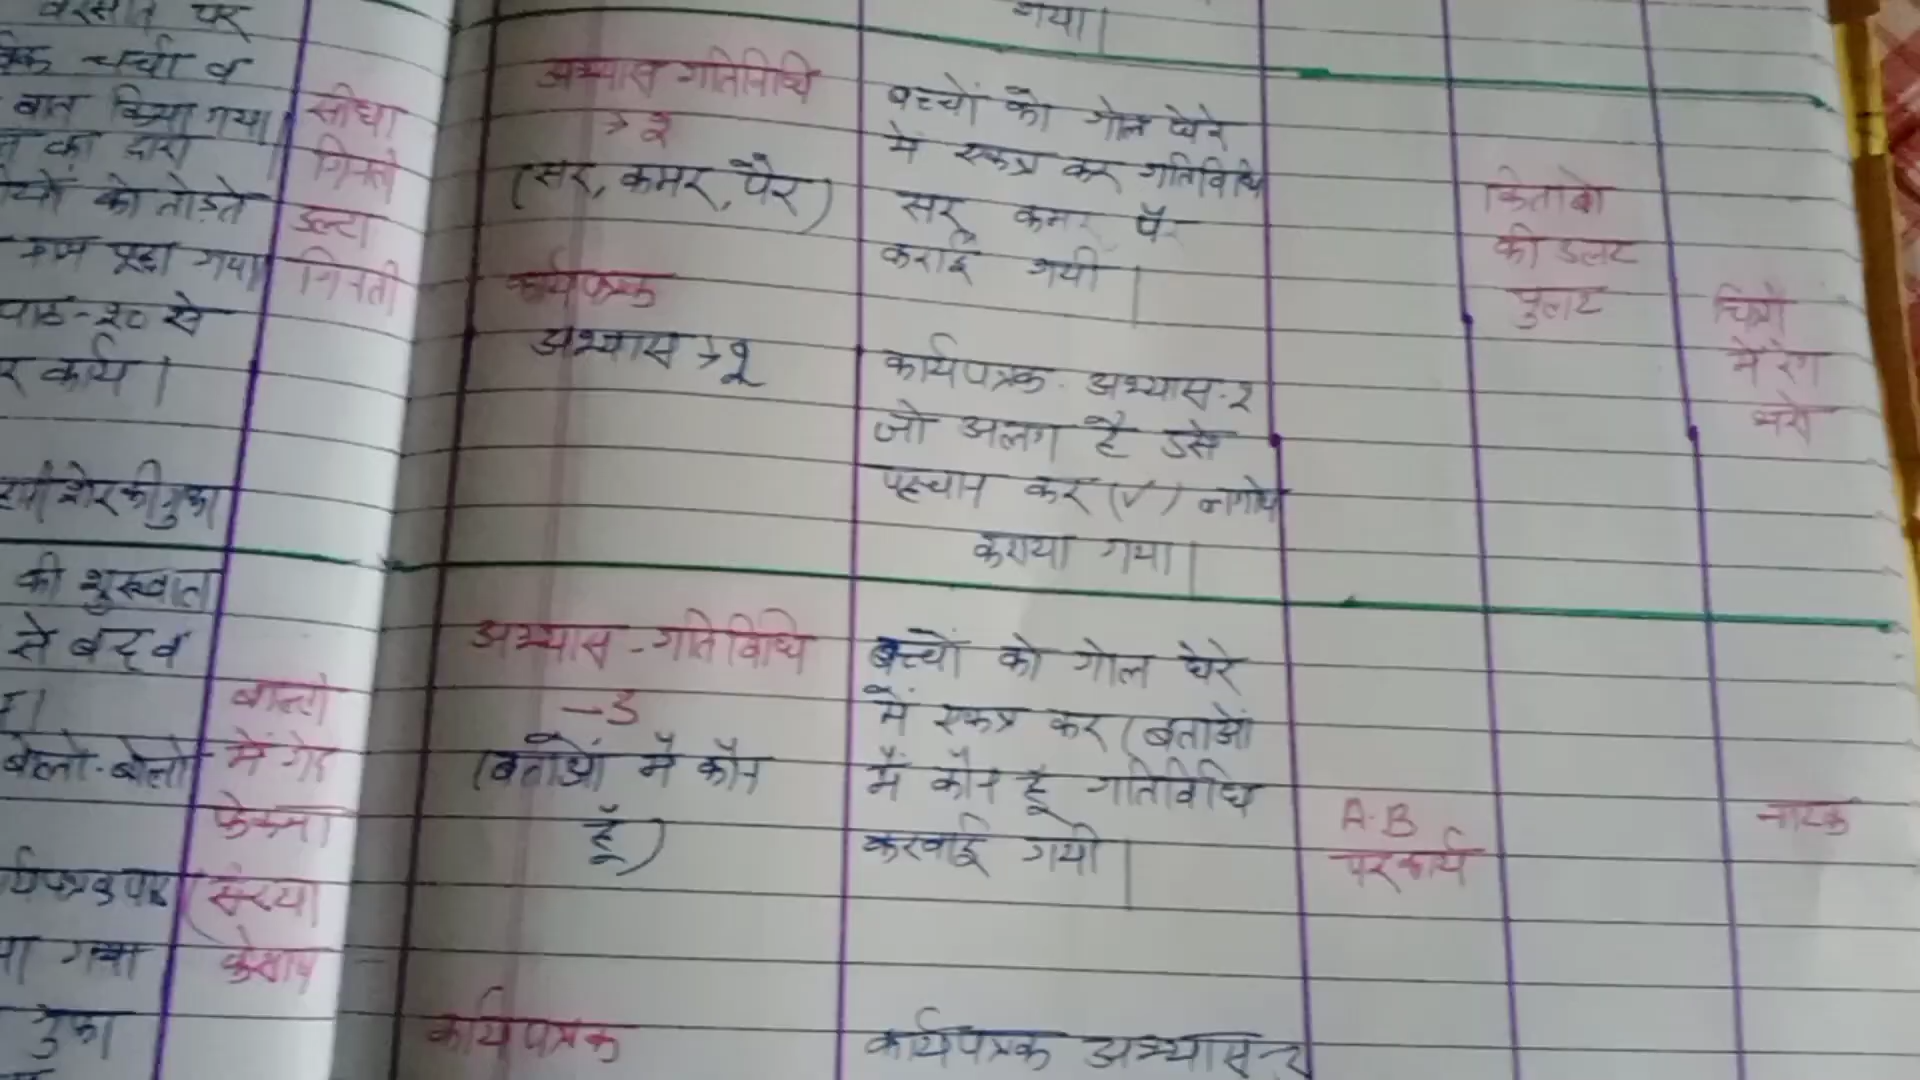 गया।
बरसात पर
चर्चा व
बात किया गया।
को तोड़ते
पूछा गया।
पाठ-२० से
र कार्य।
की शुरुवात
से बंद व
बोलो-बोलो
या गया
गुफा
सीधा
गिनती
उल्टा
गिनती
बाल्टी
में गेंद
फेकना
(संख्या
केसाथ
अभ्यास गतिविधि
→ २
(सर, कमर, पैर)
कार्यपत्रक
अभ्यास → २
बच्चों को गोल घेरे
में एकत्र कर गतिविधि
सर, कमर पै
कराई गयी।
कार्यपत्रक - अभ्यास-२
जो अलग है उसे
पहचान कर (✓) लगाये
कराया गया।
किताबो
की उलट
पुलट
चित्रो
में रंग
भरो
अभ्यास - गतिविधि
-3
(बताओं मै कौन
हूँ)
बच्चों को गोल घेरे
में एकत्र कर (बताओं
मैं कौन हूँ गतिविधि
करवाई गयी।
A-B
पर कार्य
नाटक
कार्यपत्रक
कार्यपत्रक अभ्यास-२